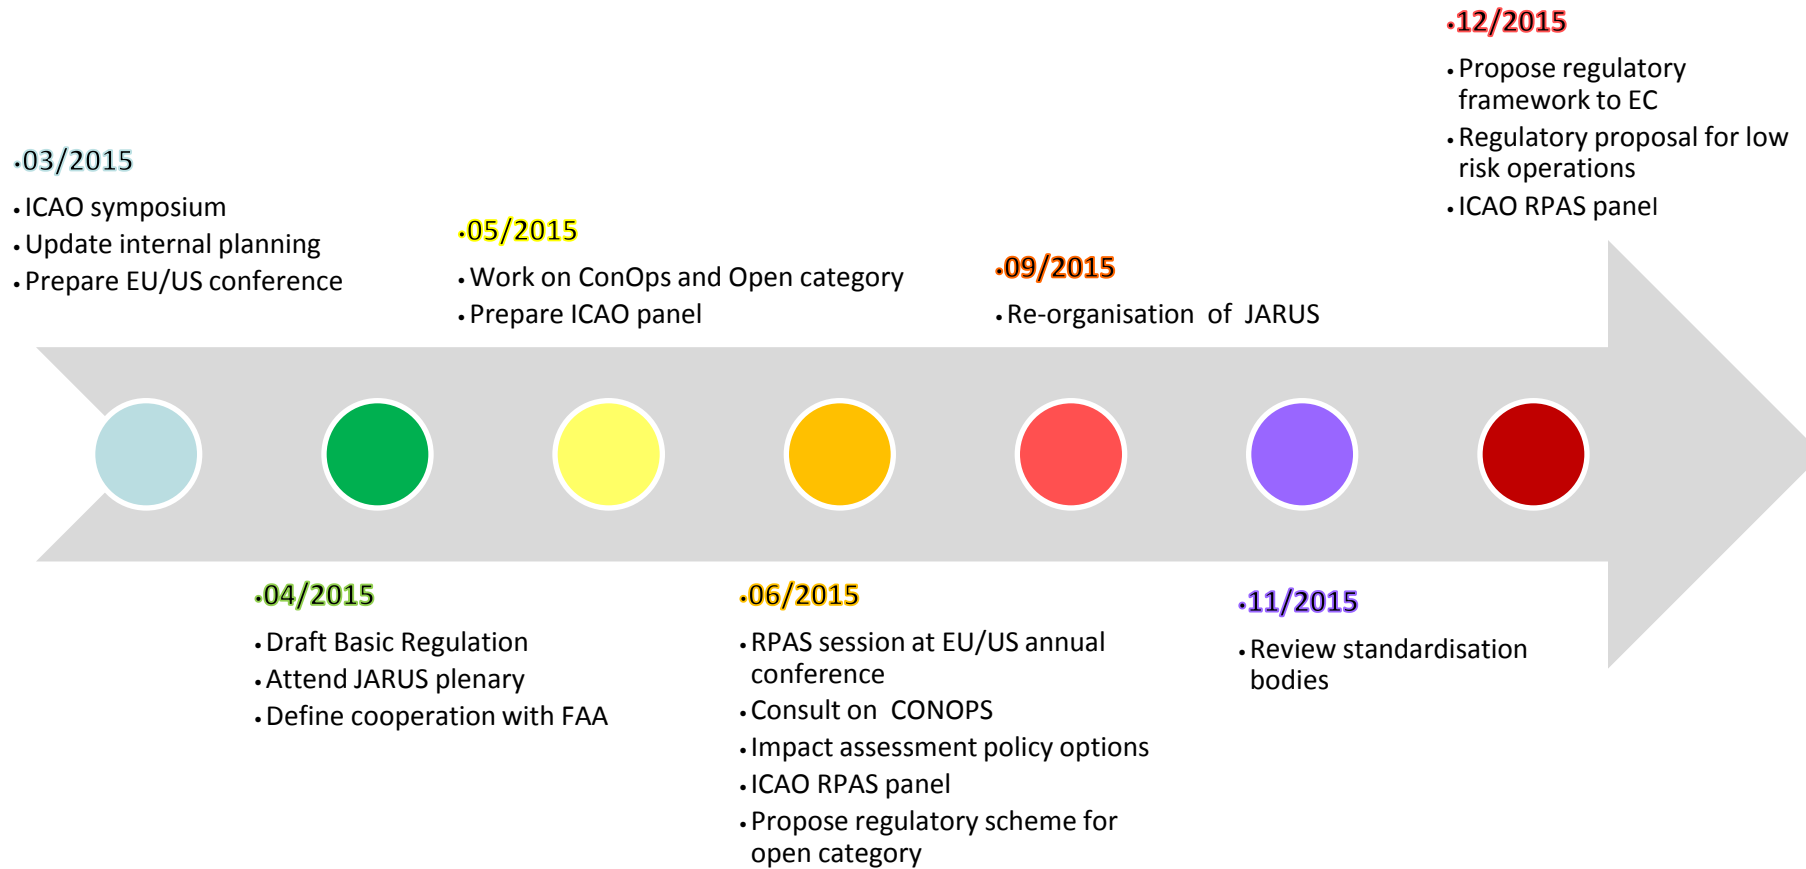 •03/2015
• ICAO symposium
• Update internal planning
• Prepare EU/US conference
•04/2015
• Draft Basic Regulation
• Attend JARUS plenary
• Define cooperation with FAA
•05/2015
• Work on ConOps and Open category
• Prepare ICAO panel
•06/2015
• RPAS session at EU/US annual
conference
• Consult on CONOPS
• Impact assessment policy options
• ICAO RPAS panel
• Propose regulatory scheme for
open category
•09/2015
• Re-organisation of JARUS
•11/2015
• Review standardisation
bodies
•12/2015
• Propose regulatory
framework to EC
• Regulatory proposal for low
risk operations
• ICAO RPAS panel